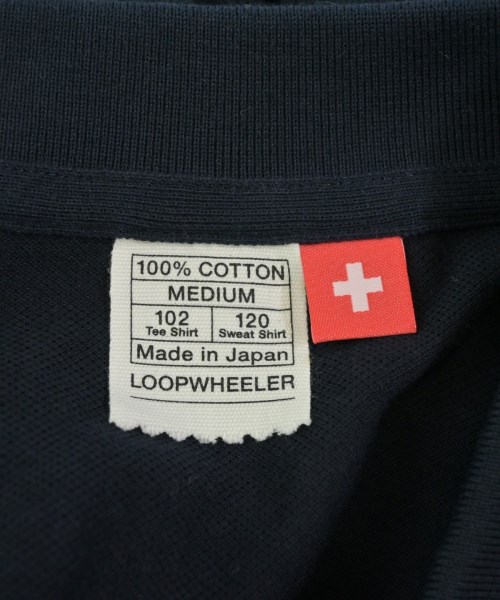 100% COTTON
MEDIUM
102 120
Tee Shirt Sweat Shirt
Made in Japan
LOOPWHEELER